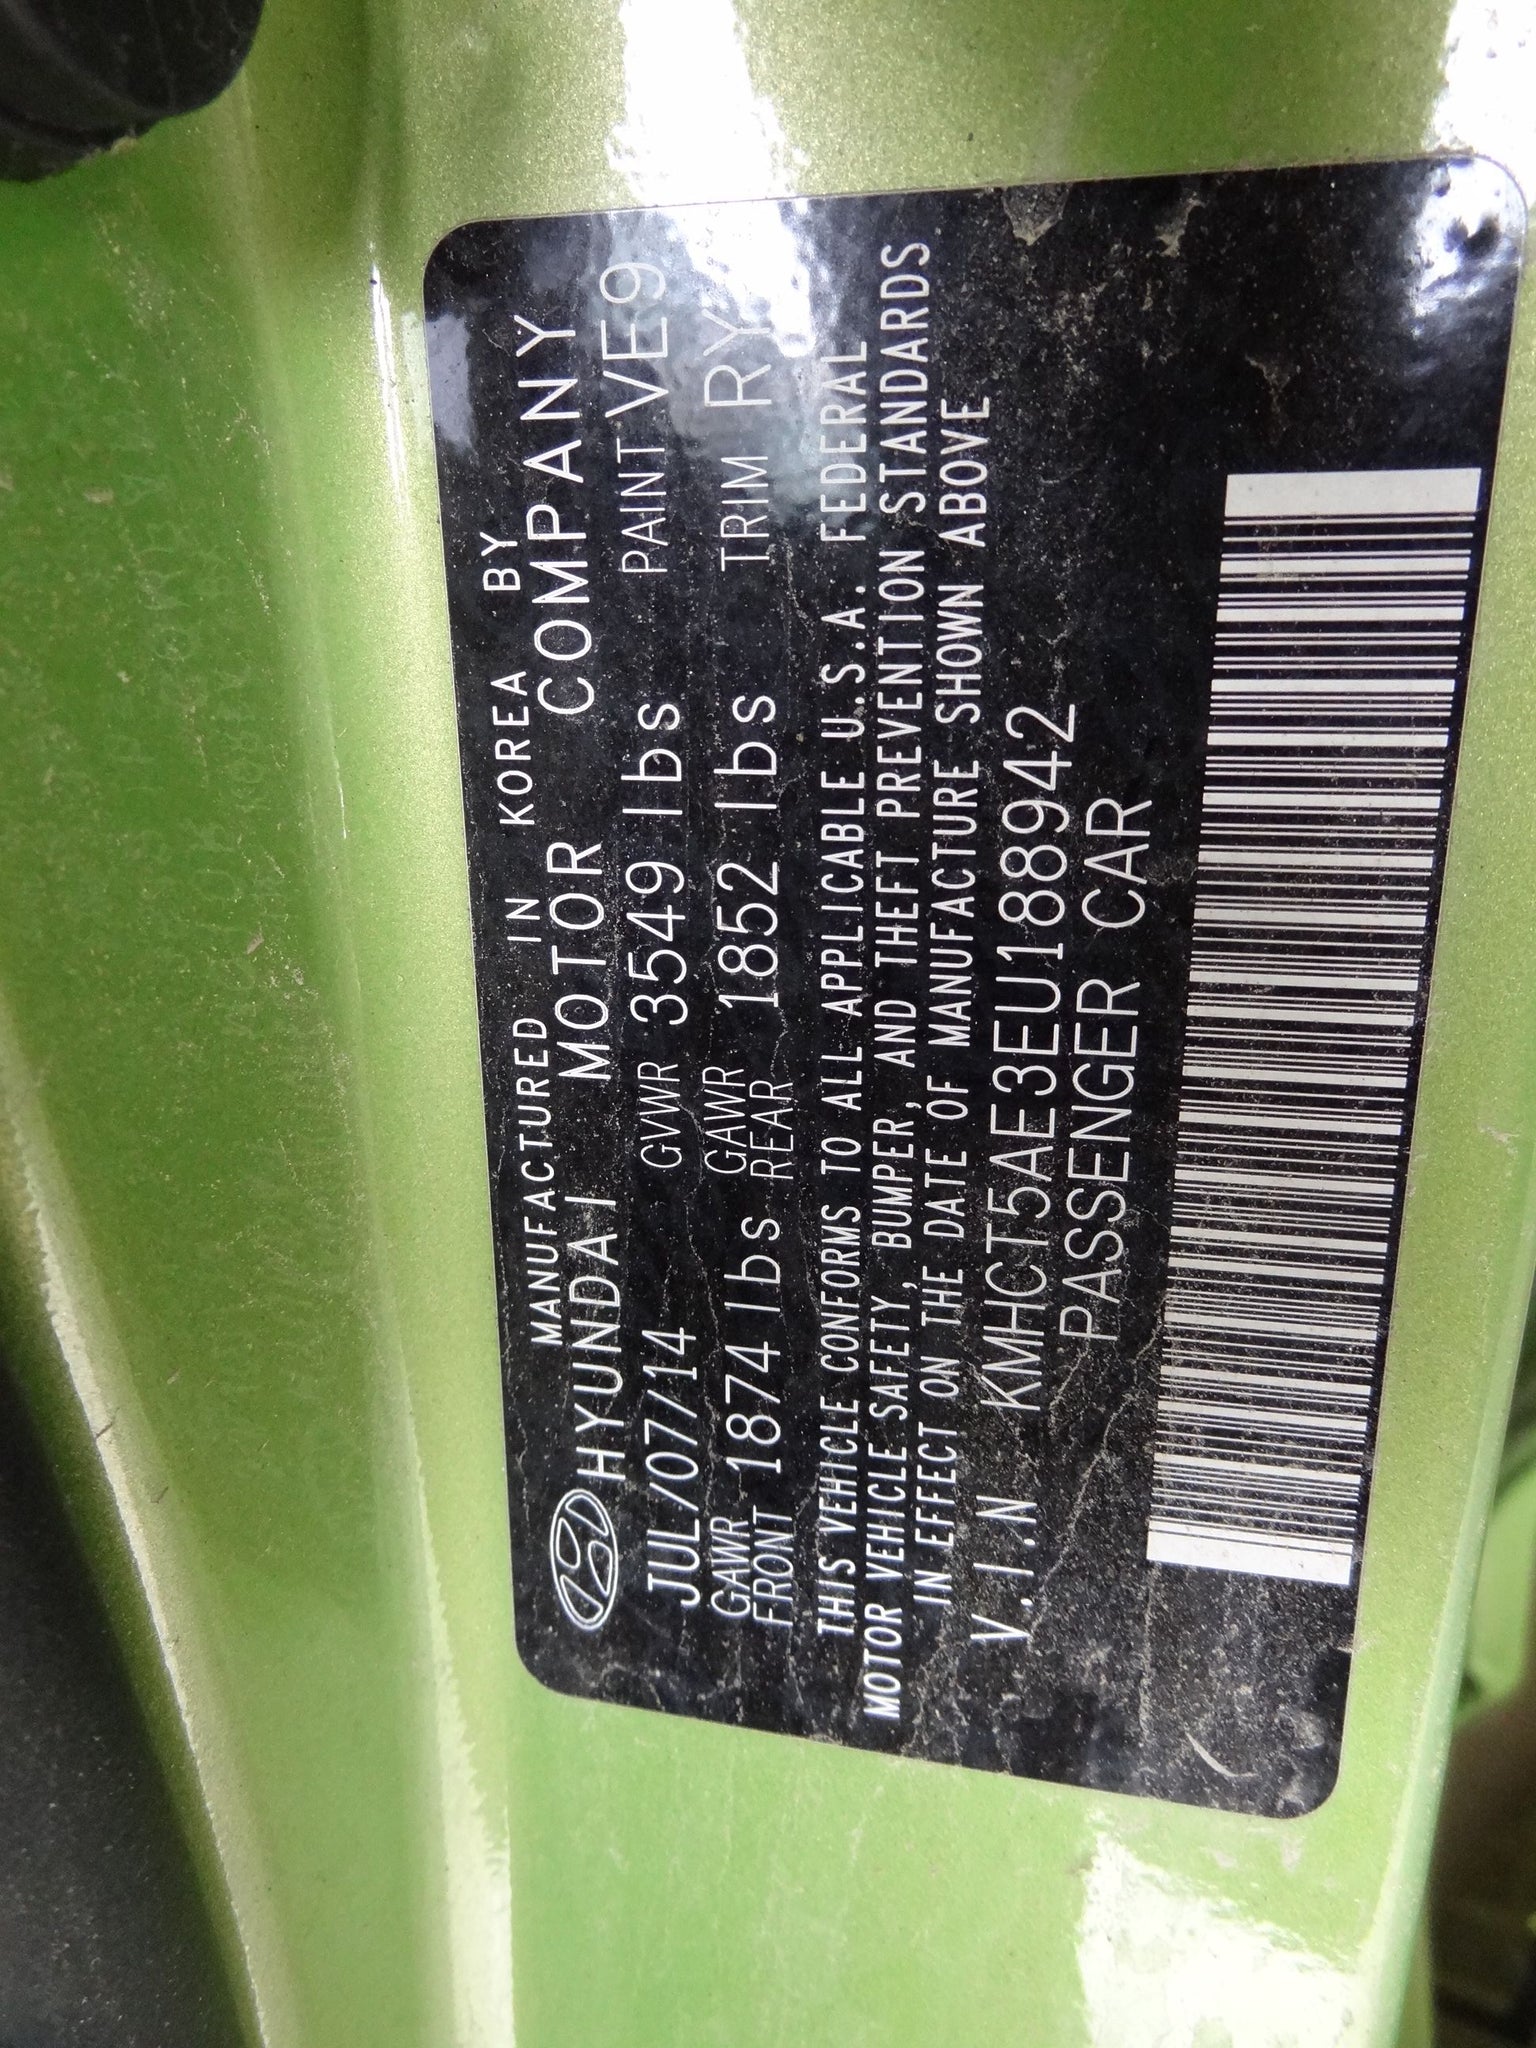 MANUFACTURED IN KOREA BY
HYUNDAI MOTOR COMPANY
JUL/07/14 GVWR 3549 lbs PAINT VE9
GAWR FRONT 1874 lbs GAWR REAR 1852 lbs TRIM RY
THIS VEHICLE CONFORMS TO ALL APPLICABLE U.S.A. FEDERAL
MOTOR VEHICLE SAFETY, BUMPER, AND THEFT PREVENTION STANDARDS
IN EFFECT ON THE DATE OF MANUFACTURE SHOWN ABOVE
V.I.N KMHCT5AE3EU188942
PASSENGER CAR